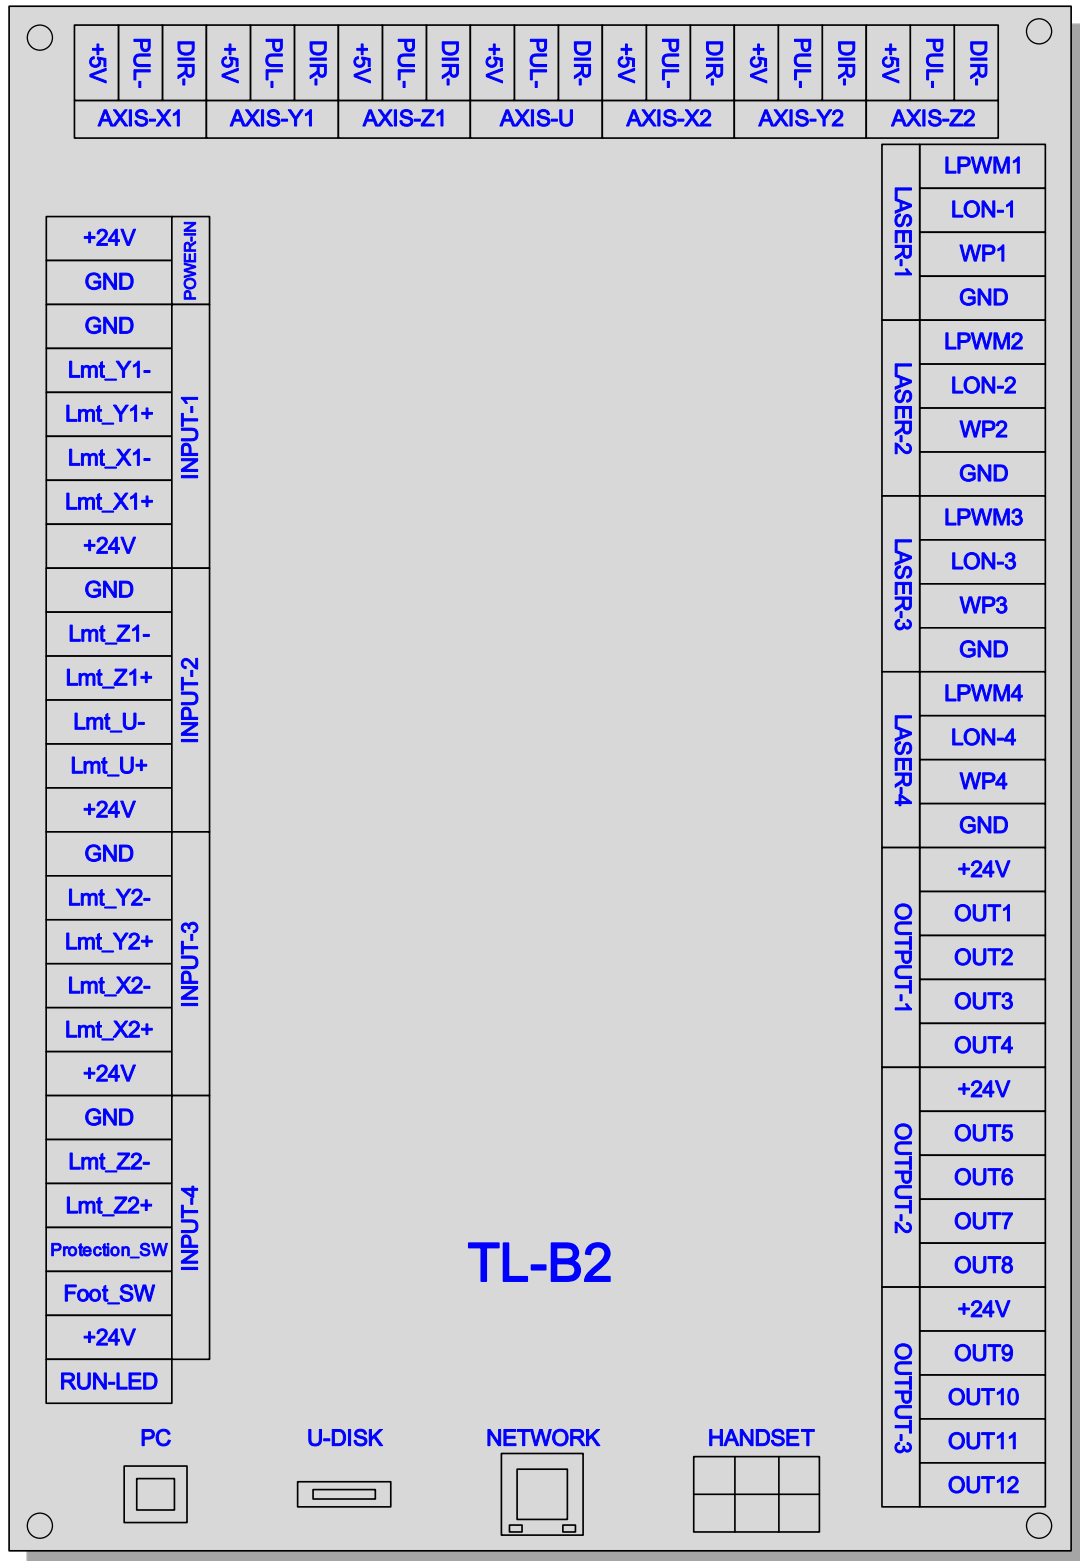 +5V PUL- DIR- +5V PUL- DIR- +5V PUL- DIR- +5V PUL- DIR- +5V PUL- DIR- +5V PUL- DIR- +5V PUL- DIR-
AXIS-X1 AXIS-Y1 AXIS-Z1 AXIS-U AXIS-X2 AXIS-Y2 AXIS-Z2
POWER-IN
+24V
GND
INPUT-1
GND
Lmt_Y1-
Lmt_Y1+
Lmt_X1-
Lmt_X1+
+24V
INPUT-2
GND
Lmt_Z1-
Lmt_Z1+
Lmt_U-
Lmt_U+
+24V
INPUT-3
GND
Lmt_Y2-
Lmt_Y2+
Lmt_X2-
Lmt_X2+
+24V
INPUT-4
GND
Lmt_Z2-
Lmt_Z2+
Protection_SW
Foot_SW
+24V
RUN-LED
LASER-1
LPWM1
LON-1
WP1
GND
LASER-2
LPWM2
LON-2
WP2
GND
LASER-3
LPWM3
LON-3
WP3
GND
LASER-4
LPWM4
LON-4
WP4
GND
OUTPUT-1
+24V
OUT1
OUT2
OUT3
OUT4
OUTPUT-2
+24V
OUT5
OUT6
OUT7
OUT8
OUTPUT-3
+24V
OUT9
OUT10
OUT11
OUT12
TL-B2
PC U-DISK NETWORK HANDSET